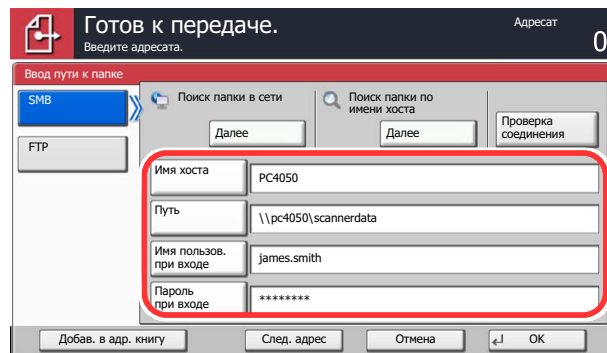 Готов к передаче.
Адресат
Введите адресата.
0
Ввод пути к папке
SMB
FTP
Поиск папки в сети
Далее
Поиск папки по
имени хоста
Далее
Проверка
соединения
Имя хоста
PC4050
Путь
\\pc4050\scannerdata
Имя пользов.
при входе
james.smith
Пароль
при входе
********
Добав. в адр. книгу
След. адрес
Отмена
OK